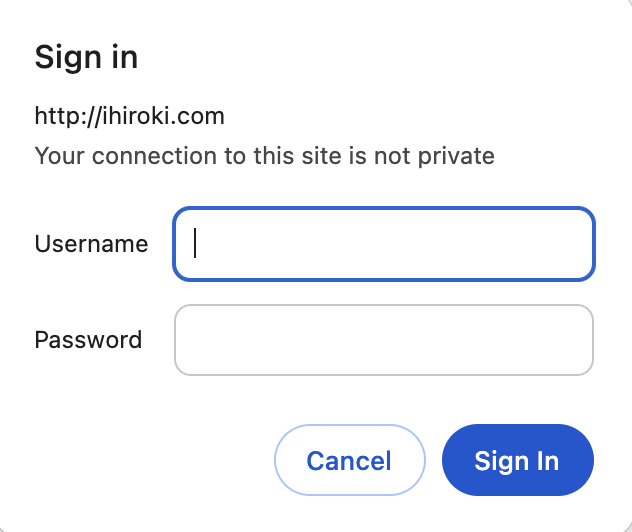 Sign in
http://ihiroki.com
Your connection to this site is not private
Username
Password
Cancel Sign In